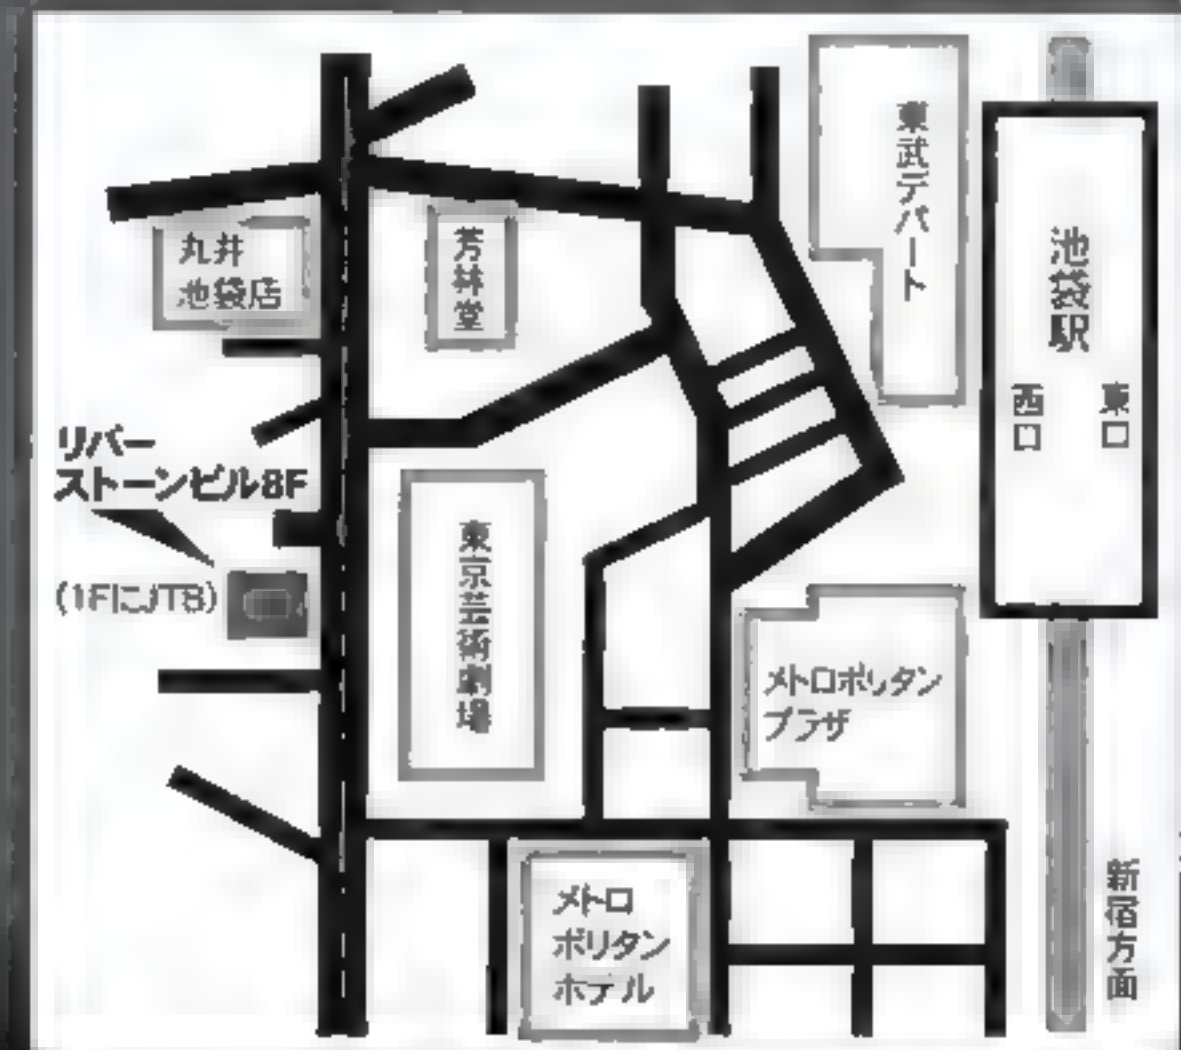 東武デパート
丸井
池袋店
芳林堂
池袋駅
西口
東口
リバー
ストーンビル8F
(1FにJTB)
東京芸術劇場
メトロポリタン
プラザ
メトロ
ポリタン
ホテル
新宿方面